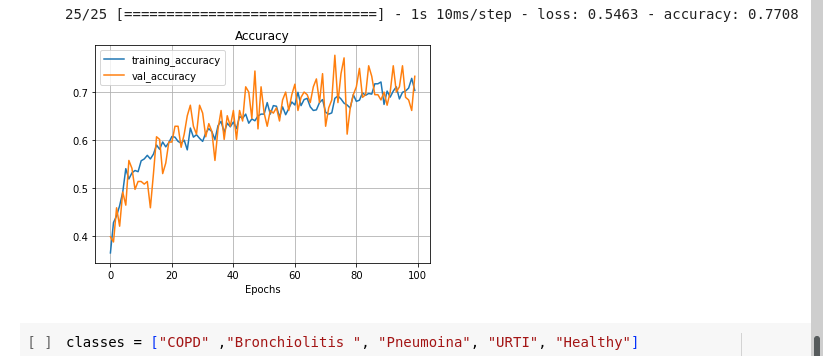 25/25 [==============================] - 1s 10ms/step - loss: 0.5463 - accuracy: 0.7708
Accuracy
training_accuracy
val_accuracy
0.7
0.6
0.5
0.4
0 20 40 60 80 100
Epochs
[ ] classes = ["COPD" ,"Bronchiolitis ", "Pneumoina", "URTI", "Healthy"]